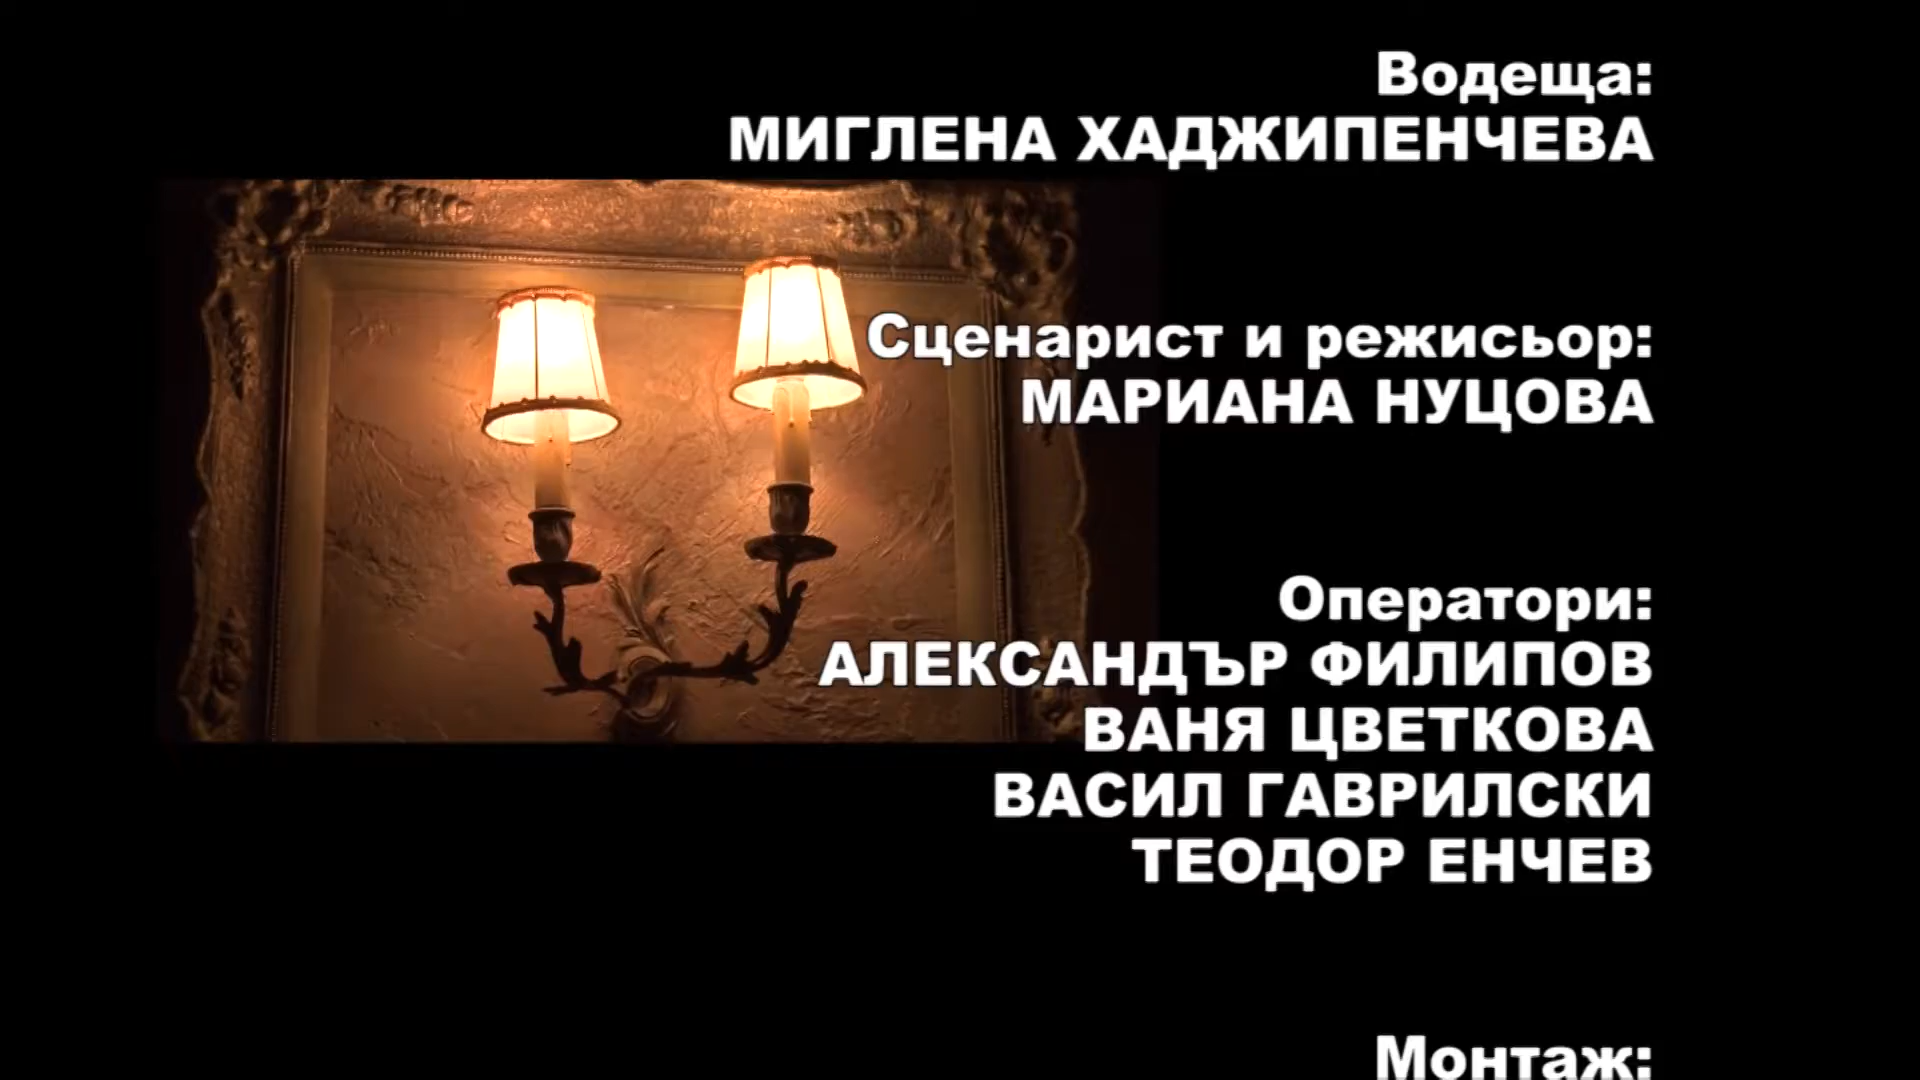 Водеща:
МИГЛЕНА ХАДЖИПЕНЧЕВА
Сценарист и режисьор:
МАРИАНА НУЦОВА
Оператори:
АЛЕКСАНДЪР ФИЛИПОВ
ВАНЯ ЦВЕТКОВА
ВАСИЛ ГАВРИЛСКИ
ТЕОДОР ЕНЧЕВ
Монтаж: